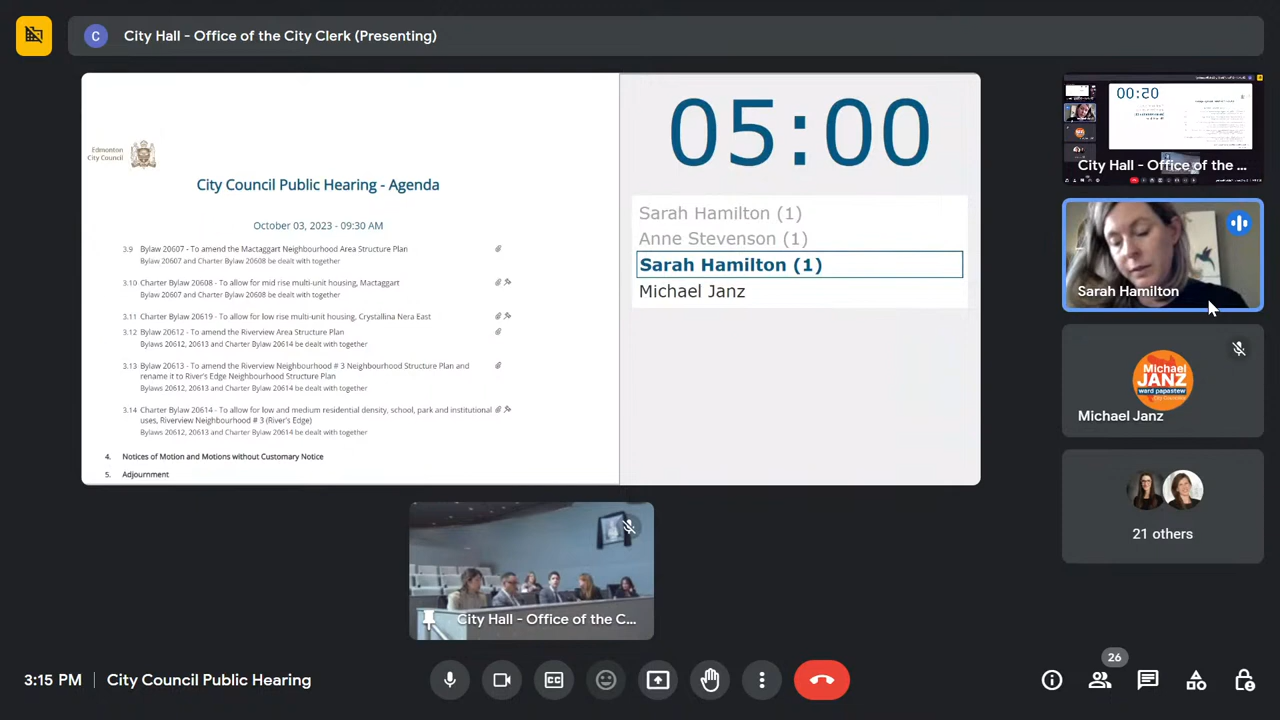 C City Hall - Office of the City Clerk (Presenting)
Edmonton
City Council
City Council Public Hearing - Agenda
October 03, 2023 - 09:30 AM
3.9 Bylaw 20607 - To amend the Mactaggart Neighbourhood Area Structure Plan
Bylaw 20607 and Charter Bylaw 20608 be dealt with together
3.10 Charter Bylaw 20608 - To allow for mid rise multi-unit housing, Mactaggart
Bylaw 20607 and Charter Bylaw 20608 be dealt with together
3.11 Charter Bylaw 20619 - To allow for low rise multi-unit housing, Crystallina Nera East
3.12 Bylaw 20612 - To amend the Riverview Area Structure Plan
Bylaws 20612, 20613 and Charter Bylaw 20614 be dealt with together
3.13 Bylaw 20613 - To amend the Riverview Neighbourhood # 3 Neighbourhood Structure Plan and
rename it to River's Edge Neighbourhood Structure Plan
Bylaws 20612, 20613 and Charter Bylaw 20614 be dealt with together
3.14 Charter Bylaw 20614 - To allow for low and medium residential density, school, park and institutional
uses, Riverview Neighbourhood # 3 (River's Edge)
Bylaws 20612, 20613 and Charter Bylaw 20614 be dealt with together
4. Notices of Motion and Motions without Customary Notice
5. Adjournment
05:00
Sarah Hamilton (1)
Anne Stevenson (1)
Sarah Hamilton (1)
Michael Janz
05:00
City Hall - Office of the ...
Sarah Hamilton
Michael
JANZ
ward papastew
Michael Janz
21 others
City Hall - Office of the C...
3:15 PM City Council Public Hearing
CC
26